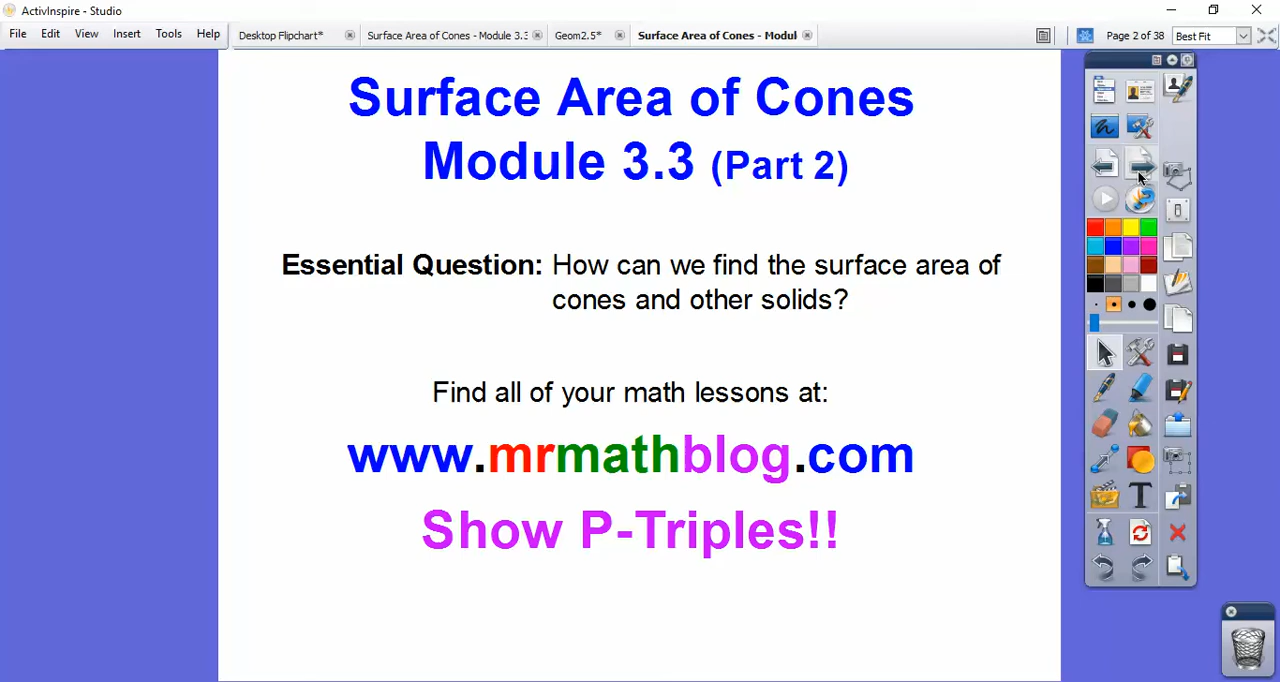 ActivInspire - Studio
File Edit View Insert Tools Help
Desktop Flipchart* Surface Area of Cones - Module 3.3 Geom2.5* Surface Area of Cones - Modul
Page 2 of 38 Best Fit
Surface Area of Cones
Module 3.3 (Part 2)
Essential Question: How can we find the surface area of
cones and other solids?
Find all of your math lessons at:
www.mrmathblog.com
Show P-Triples!!